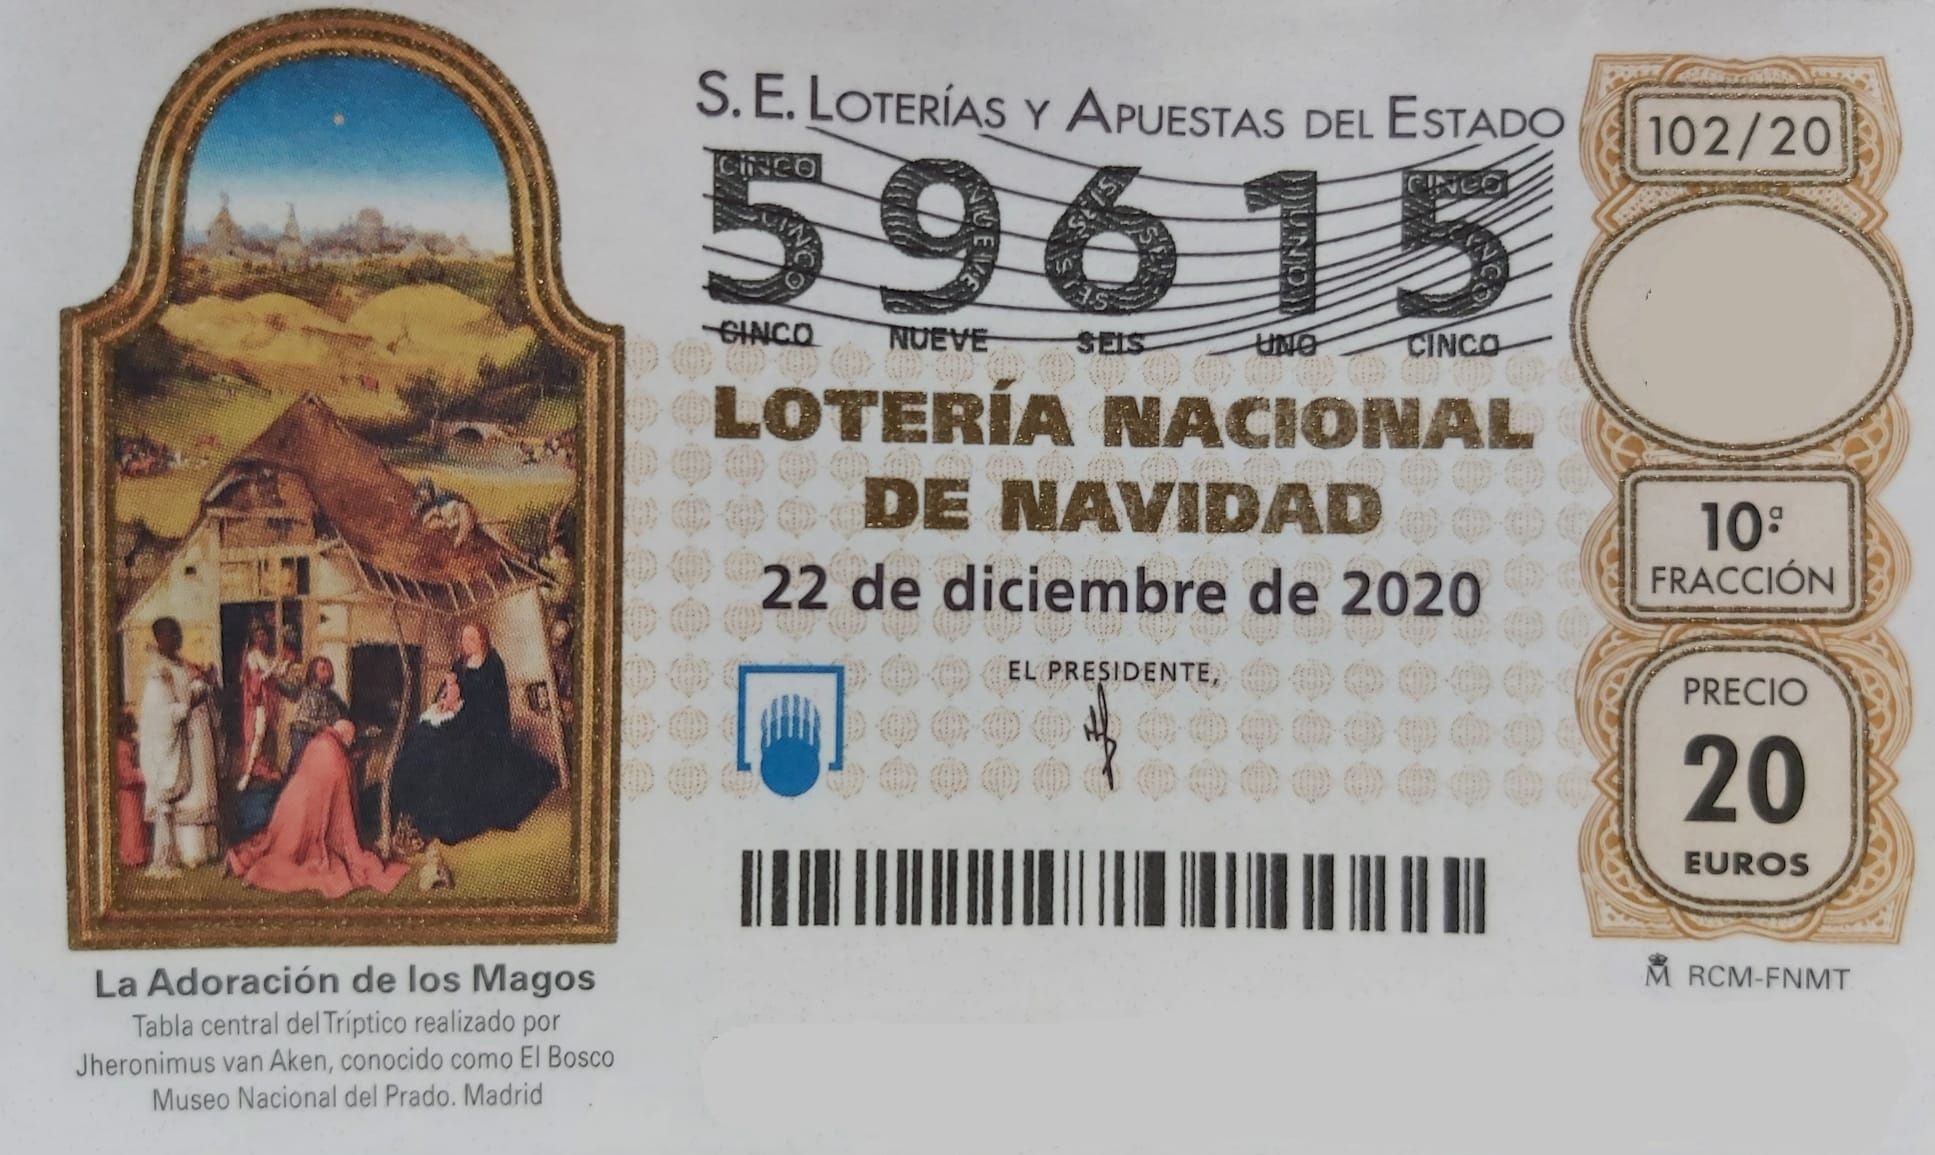 S. E. LOTERÍAS Y APUESTAS DEL ESTADO
59615
CINCO NUEVE SEIS UNO CINCO
LOTERÍA NACIONAL
DE NAVIDAD
22 de diciembre de 2020
EL PRESIDENTE,
102/20
10ª
FRACCIÓN
PRECIO
20
EUROS
M RCM-FNMT
La Adoración de los Magos
Tabla central del Tríptico realizado por
Jheronimus van Aken, conocido como El Bosco
Museo Nacional del Prado. Madrid